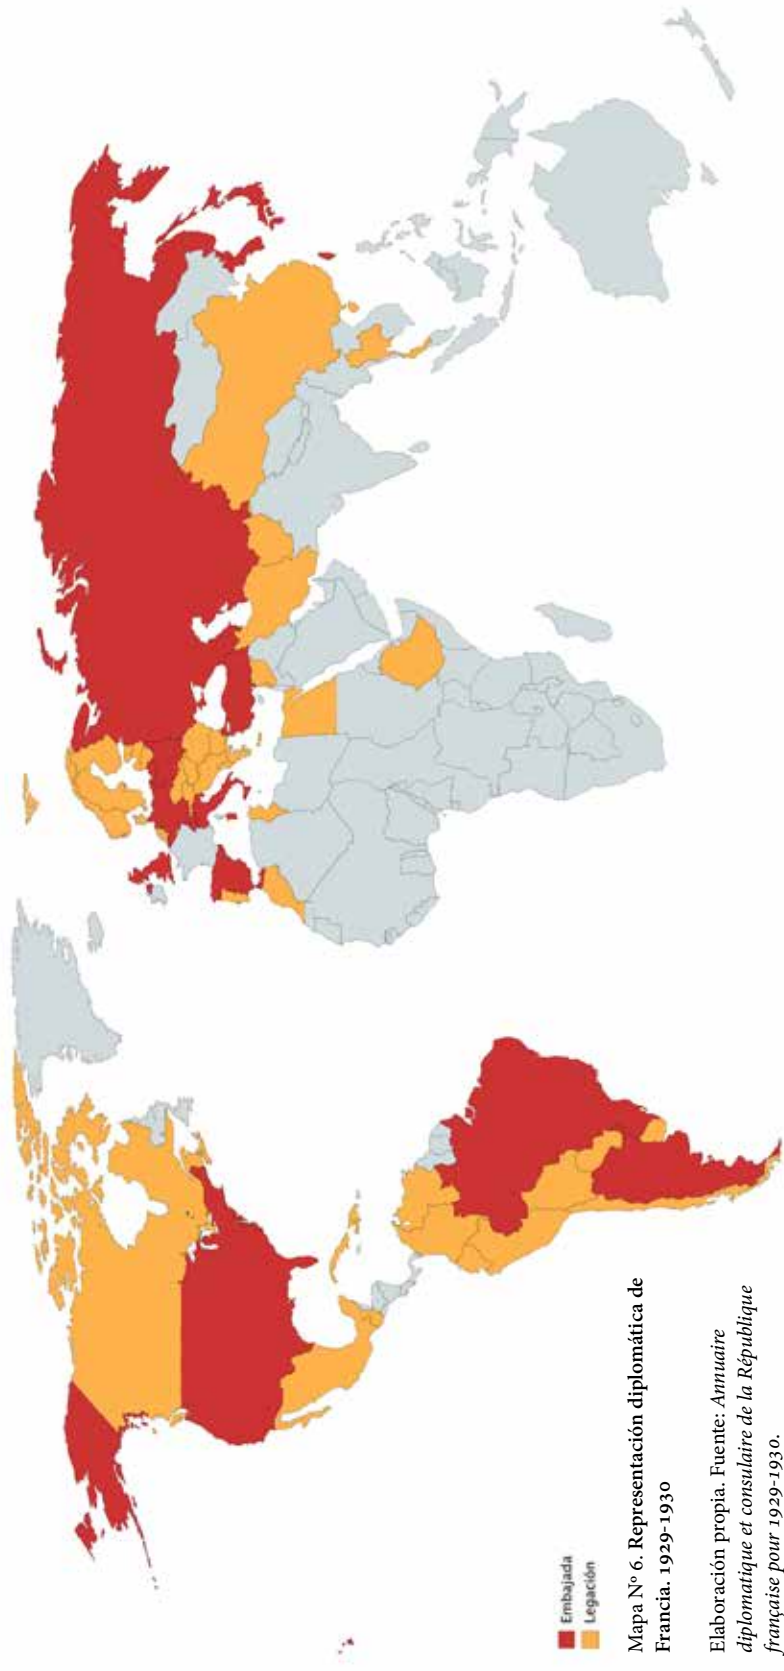 Embajada
Legación
Mapa Nº 6. Representación diplomática de
Francia. 1929-1930
Elaboración propia. Fuente: Annuaire
diplomatique et consulaire de la République
française pour 1929-1930.